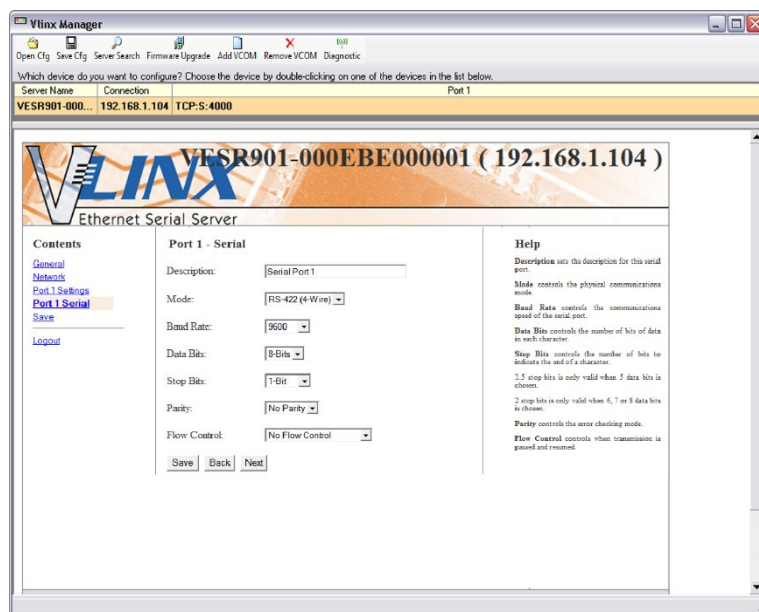 Vlinx Manager
Open Cfg Save Cfg Server Search Firmware Upgrade Add VCOM Remove VCOM Diagnostic
Which device do you want to configure? Choose the device by double-clicking on one of the devices in the list below.
Server Name Connection Port 1
VESR901-000... 192.168.1.104 TCP:S:4000
VESR901-000EBE000001 ( 192.168.1.104 )
VLINX
Ethernet Serial Server
Contents
General
Network
Port 1 Settings
Port 1 Serial
Save
Logout
Port 1 - Serial
Description: Serial Port 1
Mode: RS-422 (4-Wire)
Baud Rate: 9600
Data Bits: 8-Bits
Stop Bits: 1-Bit
Parity: No Parity
Flow Control: No Flow Control
Save Back Next
Help
Description sets the description for this serial
port.
Mode controls the physical communications
mode.
Baud Rate controls the communications
speed of the serial port.
Data Bits controls the number of bits of data
in each character.
Stop Bits controls the number of bits to
indicate the end of a character.
1.5 stop bits is only valid when 5 data bits is
chosen.
2 stop bits is only valid when 6, 7 or 8 data bits
is chosen.
Parity controls the error checking mode.
Flow Control controls when transmission is
paused and resumed.